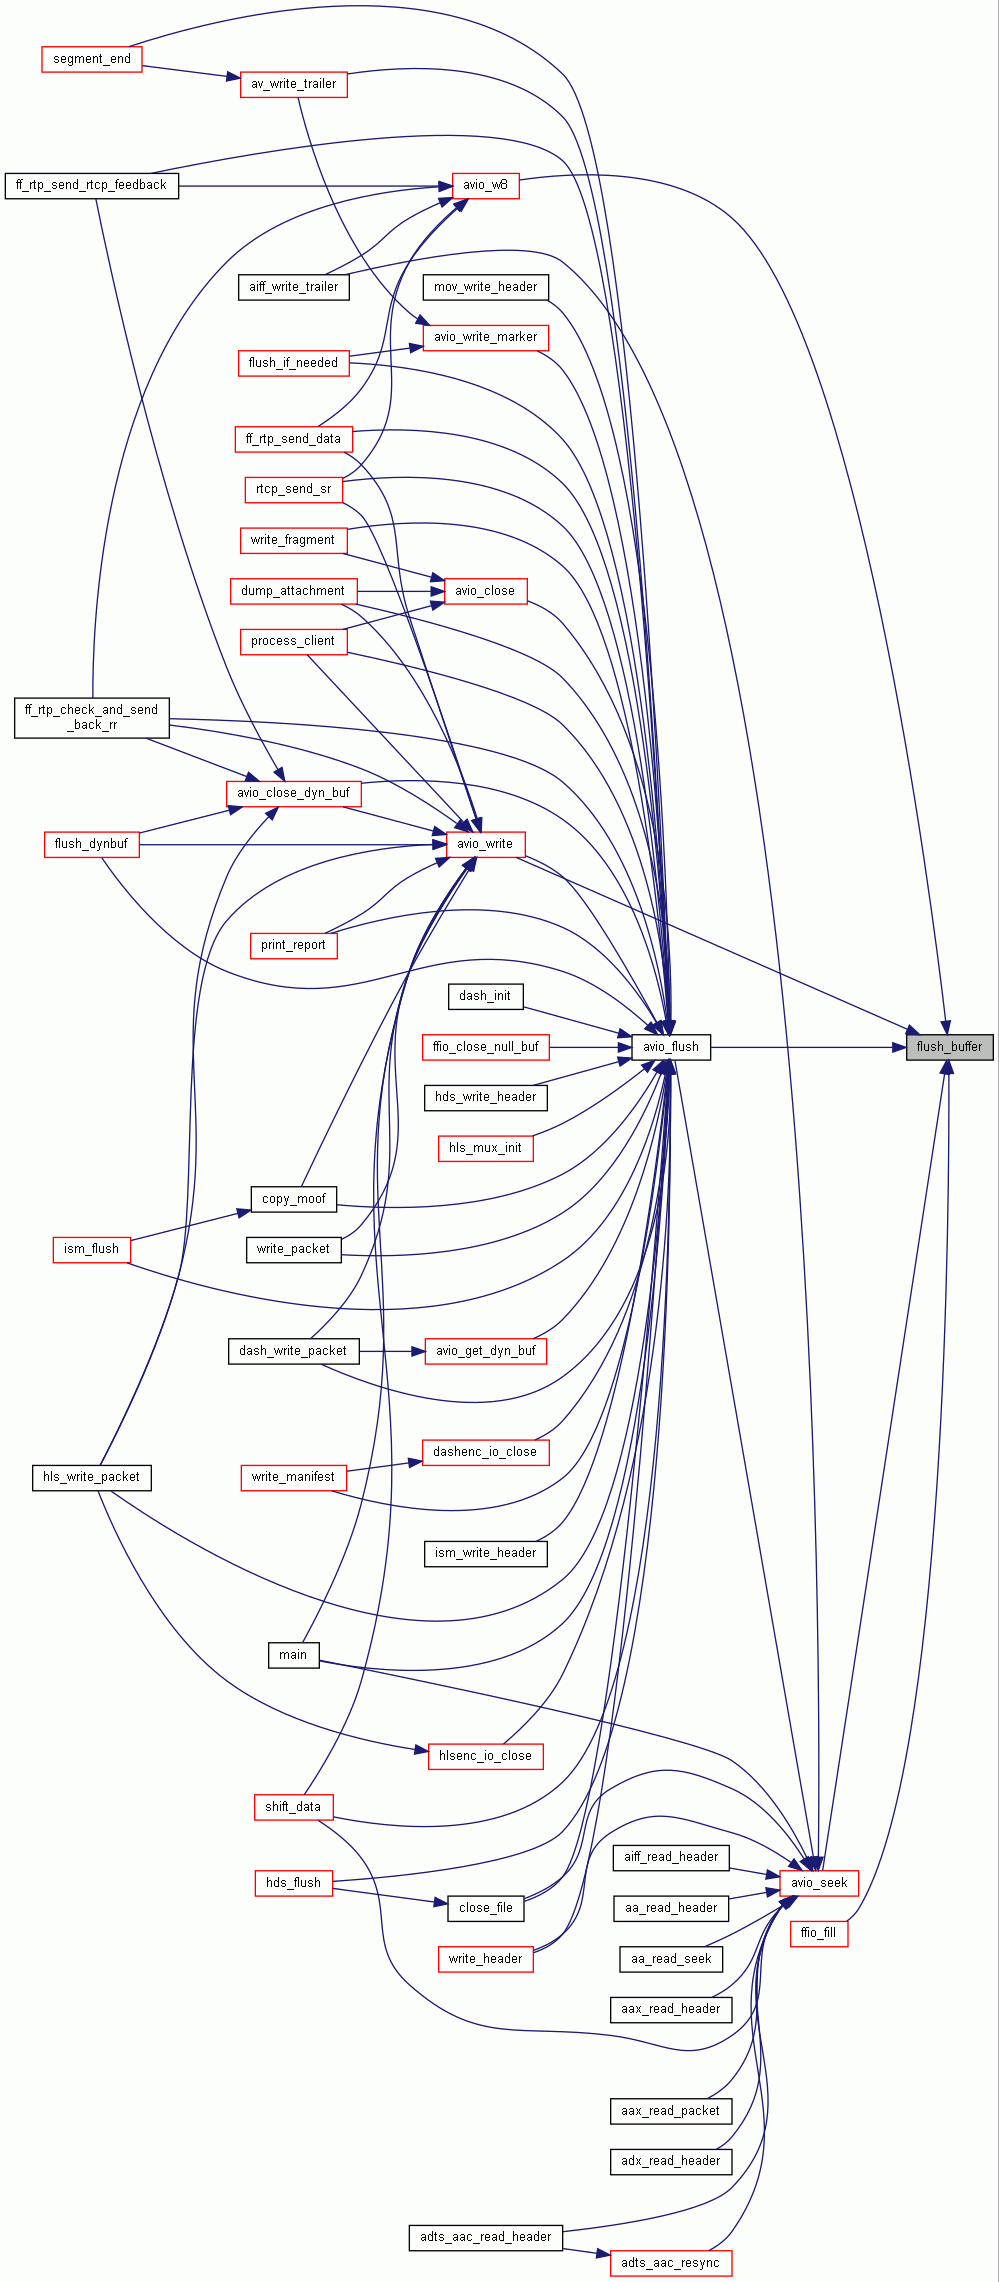 segment_end
av_write_trailer
ff_rtp_send_rtcp_feedback
avio_w8
aiff_write_trailer
mov_write_header
avio_write_marker
flush_if_needed
ff_rtp_send_data
rtcp_send_sr
write_fragment
dump_attachment
avio_close
process_client
ff_rtp_check_and_send
_back_rr
avio_close_dyn_buf
flush_dynbuf
avio_write
print_report
dash_init
ffio_close_null_buf
avio_flush
flush_buffer
hds_write_header
hls_mux_init
copy_moof
write_packet
ism_flush
dash_write_packet
avio_get_dyn_buf
dashenc_io_close
write_manifest
hls_write_packet
ism_write_header
main
hlsenc_io_close
shift_data
aiff_read_header
hds_flush
avio_seek
close_file
aa_read_header
ffio_fill
write_header
aa_read_seek
aax_read_header
aax_read_packet
adx_read_header
adts_aac_read_header
adts_aac_resync